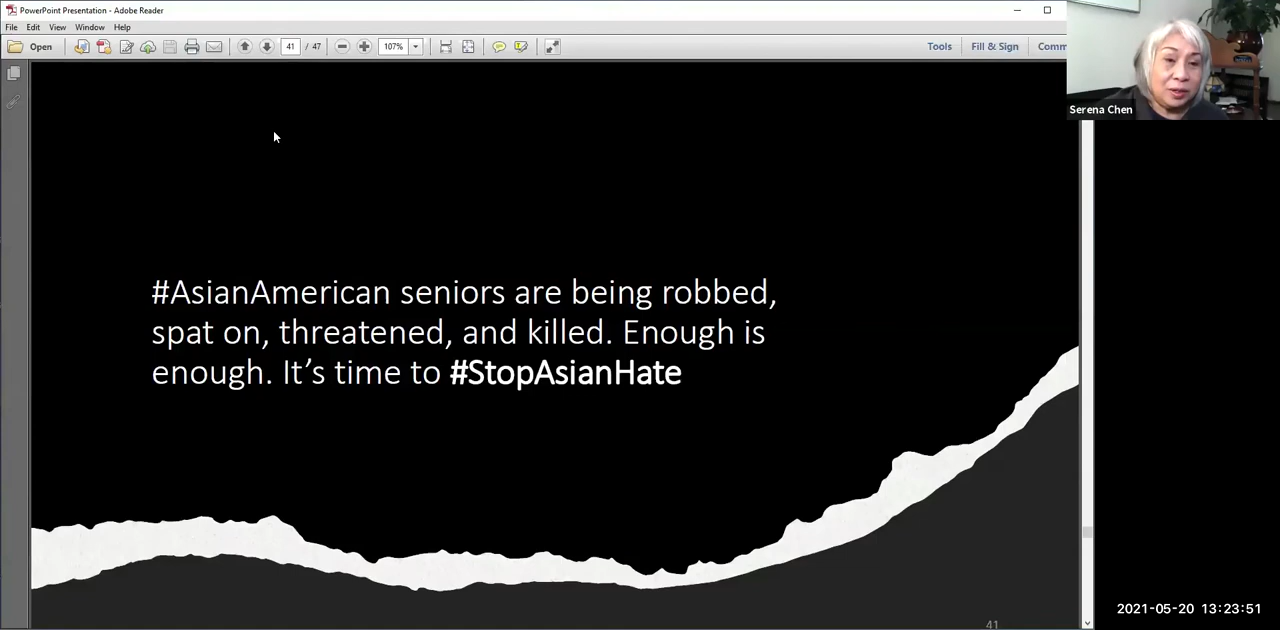 PowerPoint Presentation - Adobe Reader
File Edit View Window Help
Open 41 / 47 107% Tools Fill & Sign Comm
Serena Chen
#AsianAmerican seniors are being robbed,
spat on, threatened, and killed. Enough is
enough. It’s time to #StopAsianHate
41
2021-05-20 13:23:51